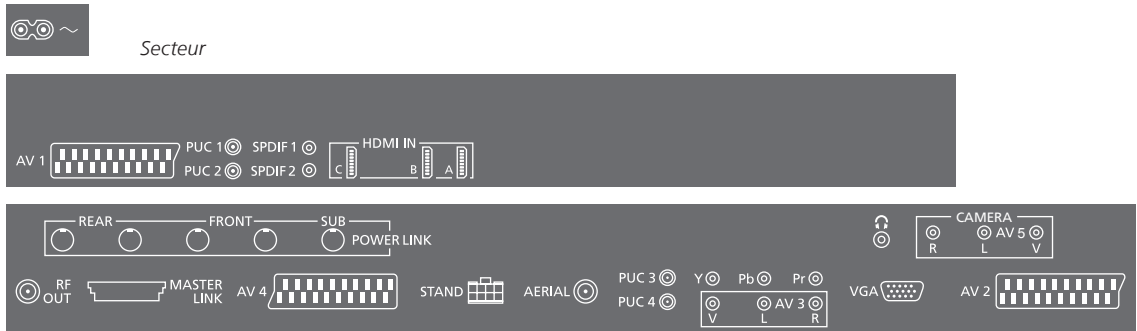 ~
Secteur
AV 1 PUC 1 SPDIF 1 HDMI IN
PUC 2 SPDIF 2 C B A
REAR FRONT SUB CAMERA
POWER LINK R L AV 5 V
RF OUT MASTER LINK AV 4 STAND AERIAL PUC 3 Y Pb Pr VGA AV 2
PUC 4 V L AV 3 R